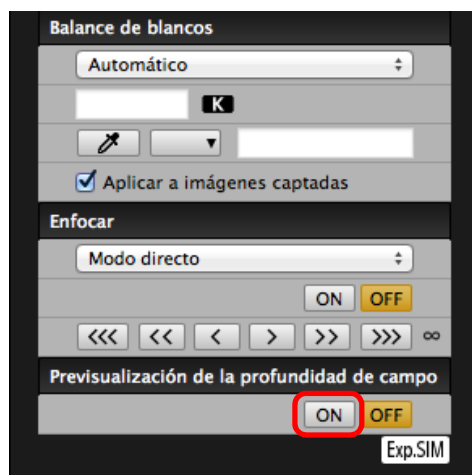 Balance de blancos
Automático
K
Aplicar a imágenes captadas
Enfocar
Modo directo
ON OFF
<<< << < > >> >>> ∞
Previsualización de la profundidad de campo
ON OFF
Exp.SIM